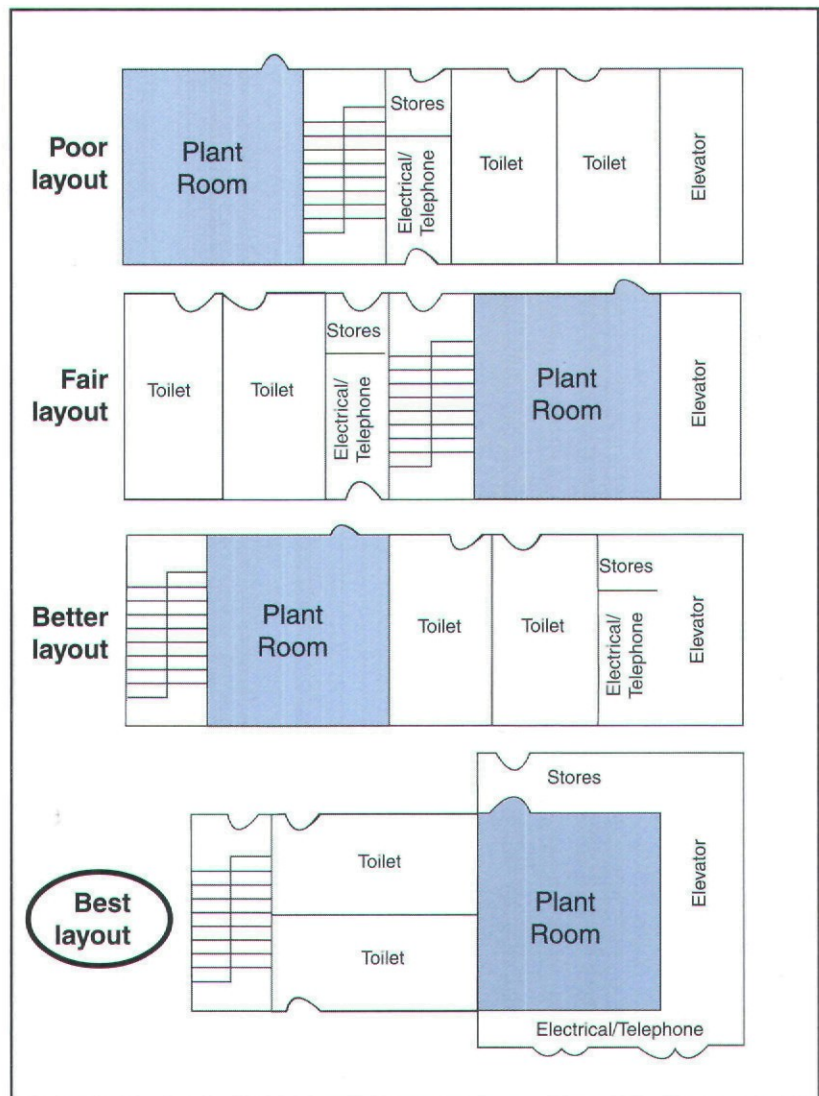 Poor
layout
Plant
Room
Stores
Electrical/
Telephone
Toilet
Toilet
Elevator
Fair
layout
Toilet
Toilet
Stores
Electrical/
Telephone
Plant
Room
Elevator
Better
layout
Plant
Room
Toilet
Toilet
Stores
Electrical/
Telephone
Elevator
Best
layout
Stores
Toilet
Toilet
Plant
Room
Elevator
Electrical/Telephone